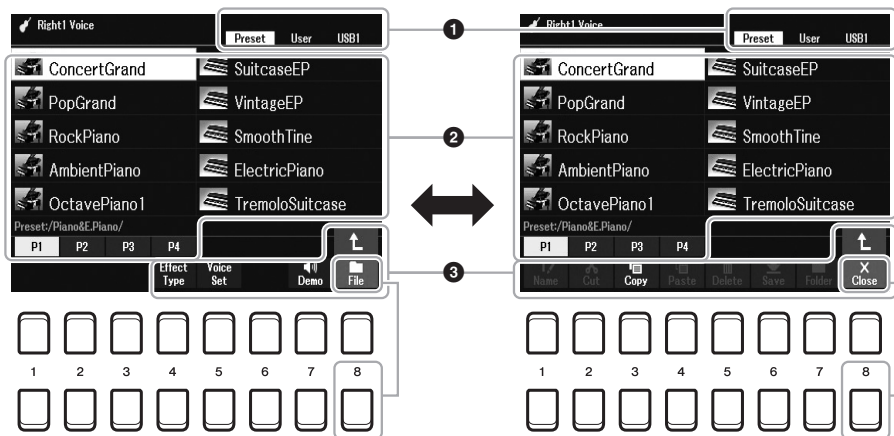 Right1 Voice
Preset User USB1
ConcertGrand SuitcaseEP
PopGrand VintageEP
RockPiano SmoothTine
AmbientPiano ElectricPiano
OctavePiano1 TremoloSuitcase
Preset:/Piano&E.Piano/
P1 P2 P3 P4
Effect Type Voice Set Demo File
1 2 3 4 5 6 7 8
1
2
3
Right1 Voice
Preset User USB1
ConcertGrand SuitcaseEP
PopGrand VintageEP
RockPiano SmoothTine
AmbientPiano ElectricPiano
OctavePiano1 TremoloSuitcase
Preset:/Piano&E.Piano/
P1 P2 P3 P4
Name Cut Copy Paste Delete Save Folder Close
1 2 3 4 5 6 7 8